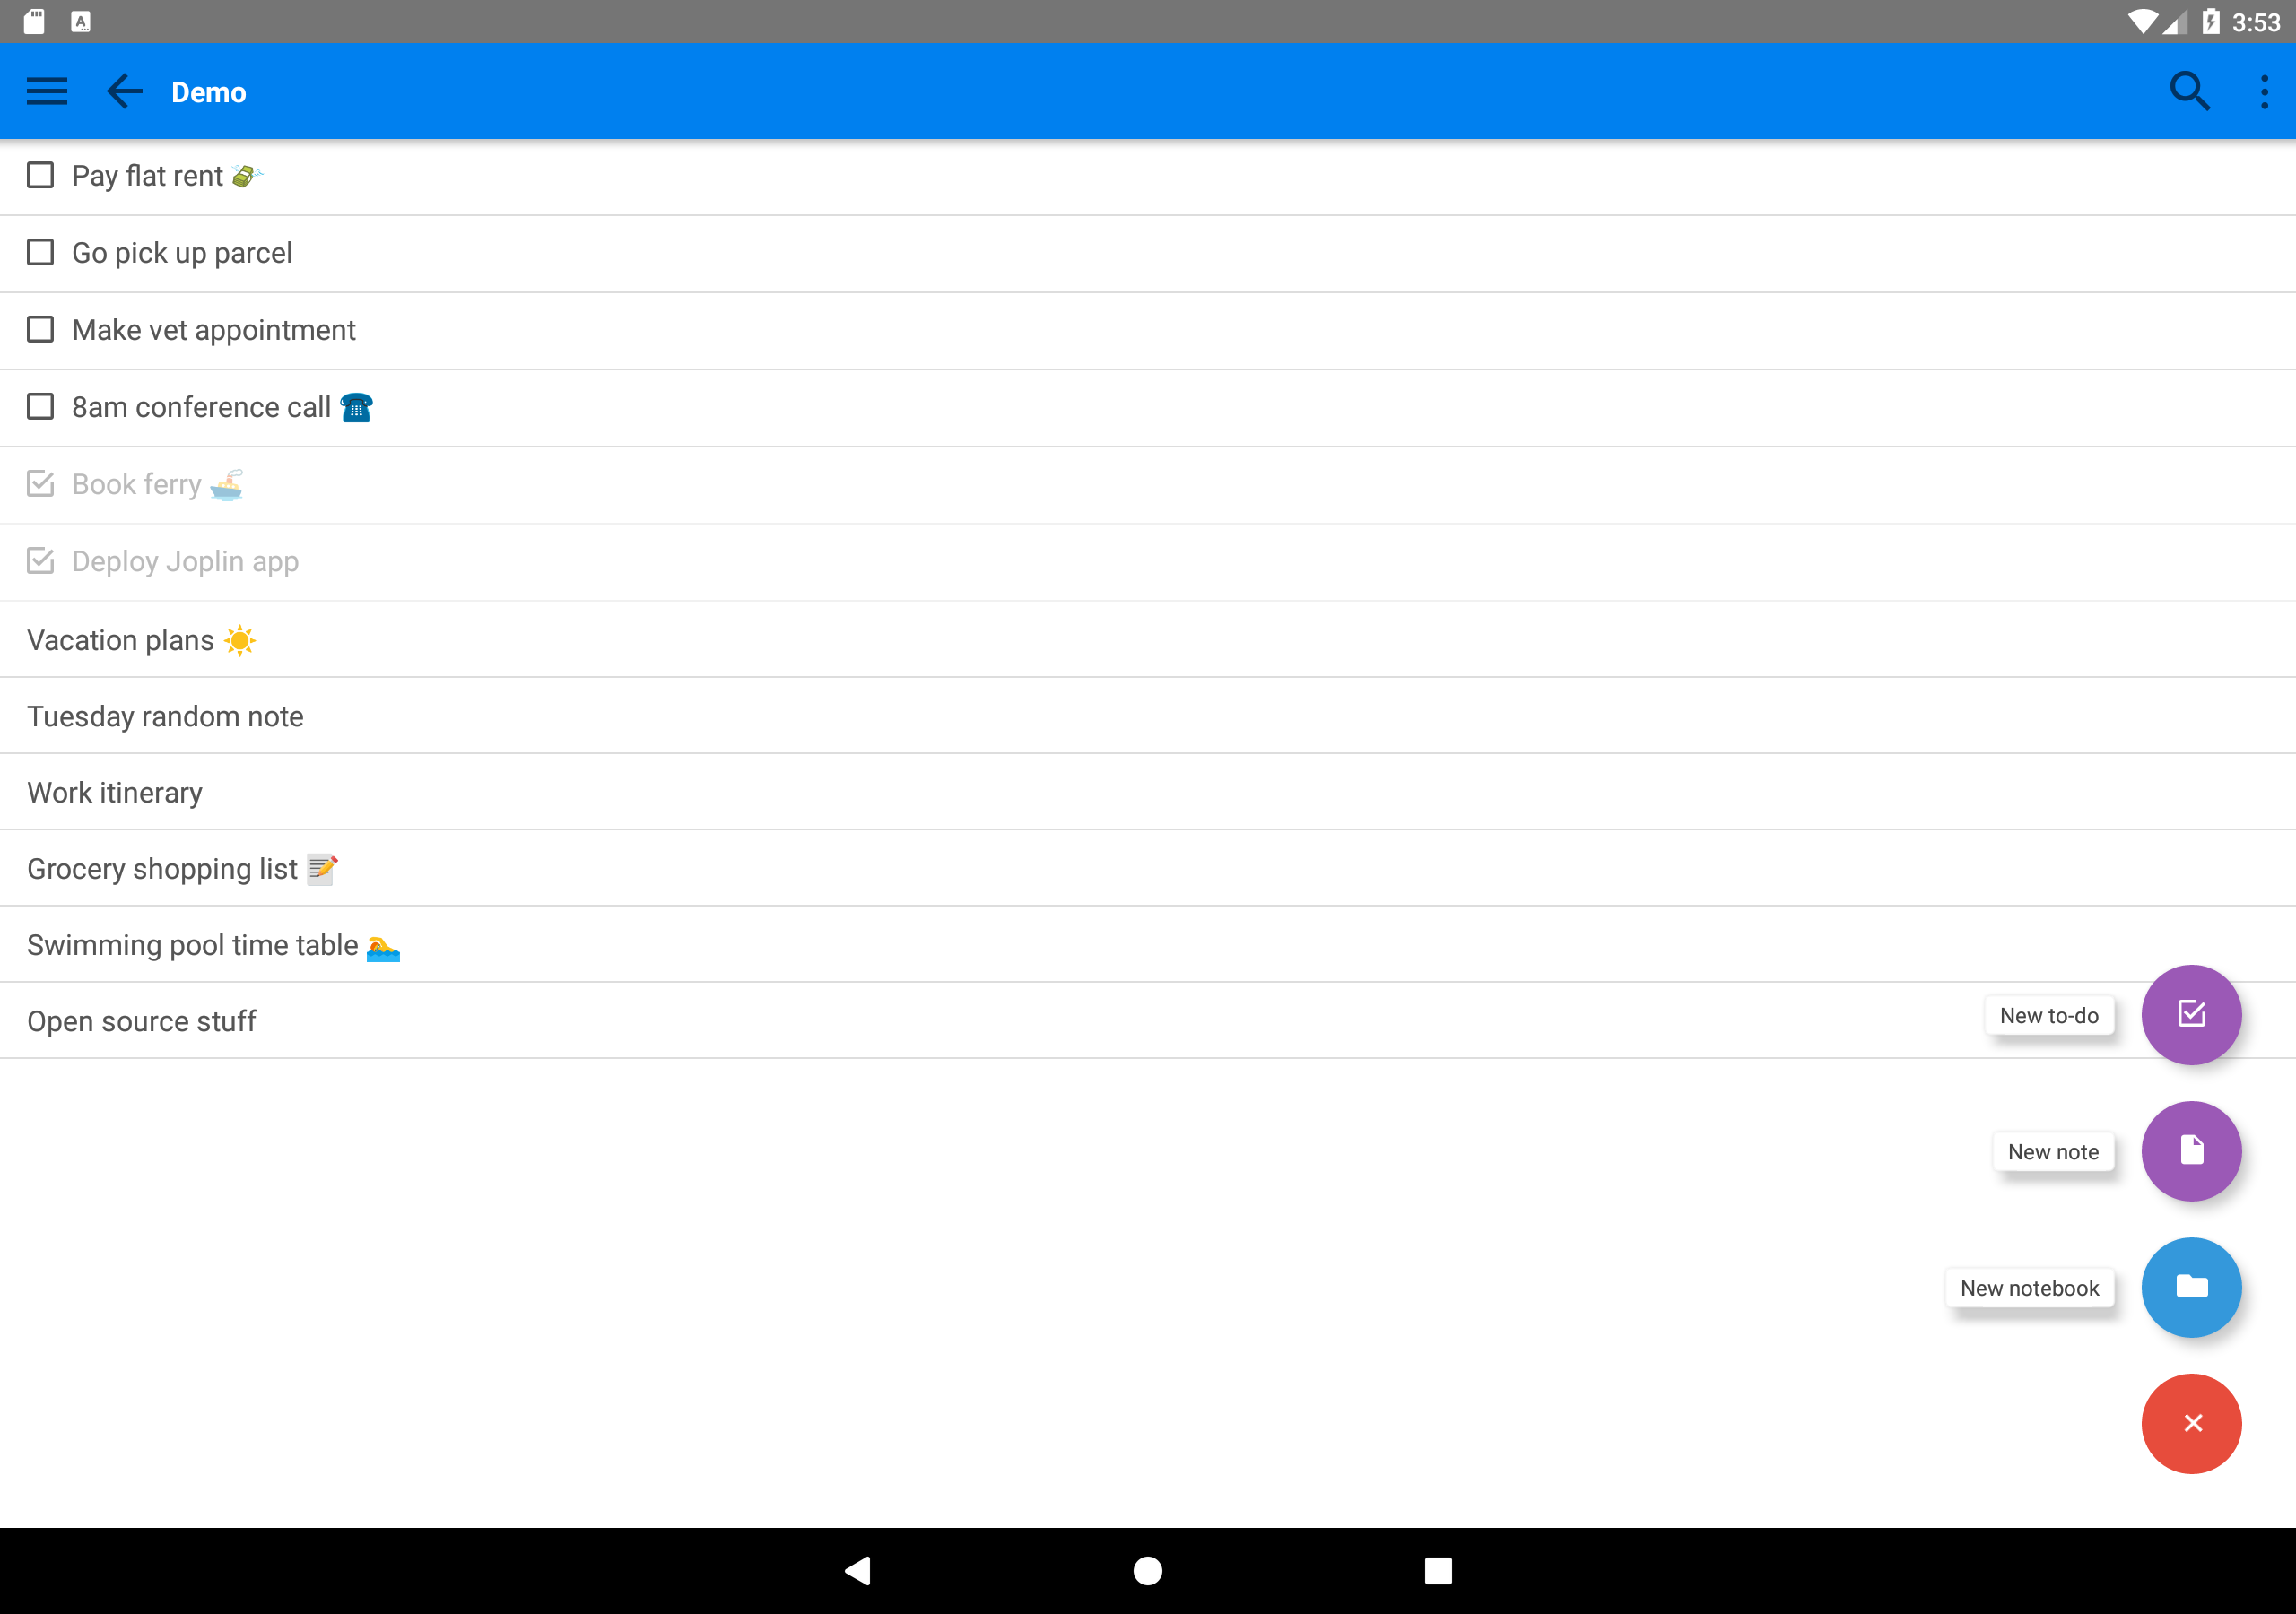 3:53
Demo
Pay flat rent 💸
Go pick up parcel
Make vet appointment
8am conference call ☎
Book ferry 🚢
Deploy Joplin app
Vacation plans ☀
Tuesday random note
Work itinerary
Grocery shopping list 📝
Swimming pool time table 🏊
Open source stuff
New to-do
New note
New notebook